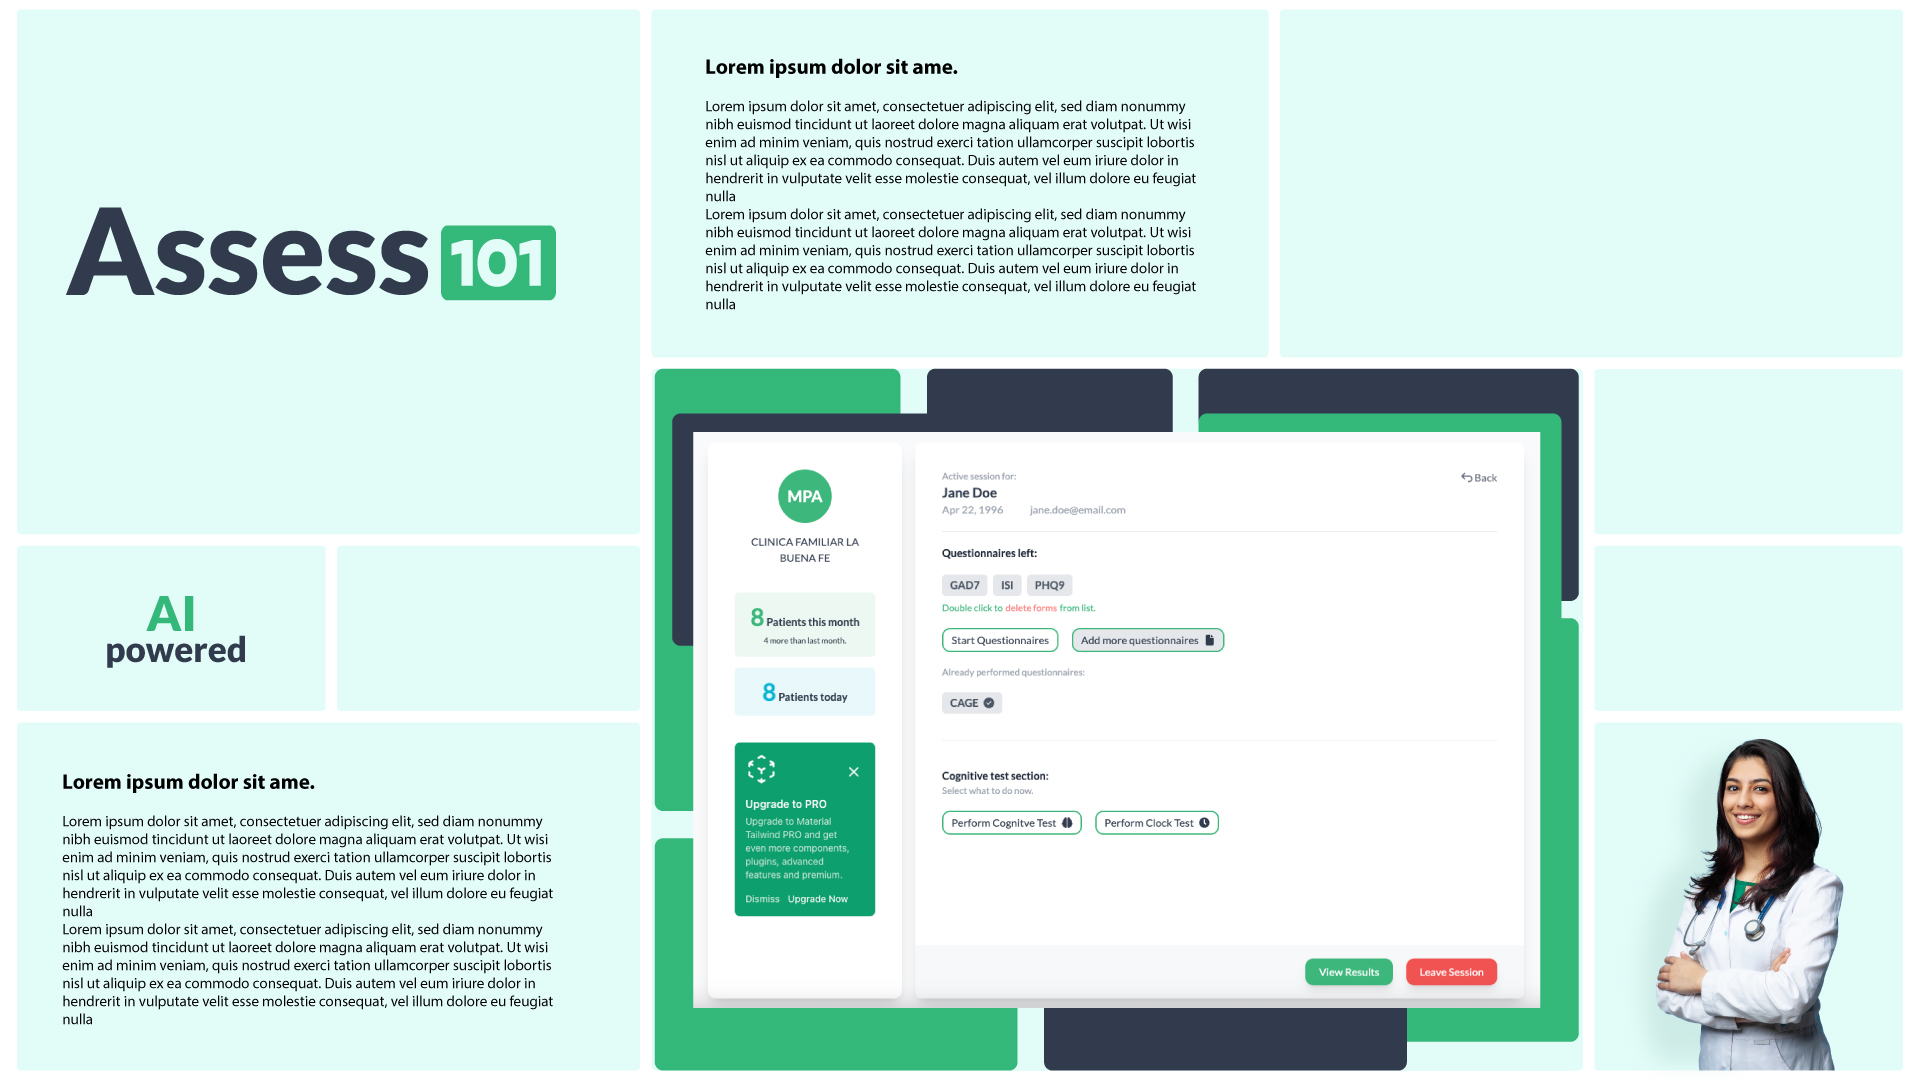 Assess 101
Lorem ipsum dolor sit ame.
Lorem ipsum dolor sit amet, consectetuer adipiscing elit, sed diam nonummy
nibh euismod tincidunt ut laoreet dolore magna aliquam erat volutpat. Ut wisi
enim ad minim veniam, quis nostrud exerci tation ullamcorper suscipit lobortis
nisl ut aliquip ex ea commodo consequat. Duis autem vel eum iriure dolor in
hendrerit in vulputate velit esse molestie consequat, vel illum dolore eu feugiat
nulla
Lorem ipsum dolor sit amet, consectetuer adipiscing elit, sed diam nonummy
nibh euismod tincidunt ut laoreet dolore magna aliquam erat volutpat. Ut wisi
enim ad minim veniam, quis nostrud exerci tation ullamcorper suscipit lobortis
nisl ut aliquip ex ea commodo consequat. Duis autem vel eum iriure dolor in
hendrerit in vulputate velit esse molestie consequat, vel illum dolore eu feugiat
nulla
AI
powered
Lorem ipsum dolor sit ame.
Lorem ipsum dolor sit amet, consectetuer adipiscing elit, sed diam nonummy
nibh euismod tincidunt ut laoreet dolore magna aliquam erat volutpat. Ut wisi
enim ad minim veniam, quis nostrud exerci tation ullamcorper suscipit lobortis
nisl ut aliquip ex ea commodo consequat. Duis autem vel eum iriure dolor in
hendrerit in vulputate velit esse molestie consequat, vel illum dolore eu feugiat
nulla
Lorem ipsum dolor sit amet, consectetuer adipiscing elit, sed diam nonummy
nibh euismod tincidunt ut laoreet dolore magna aliquam erat volutpat. Ut wisi
enim ad minim veniam, quis nostrud exerci tation ullamcorper suscipit lobortis
nisl ut aliquip ex ea commodo consequat. Duis autem vel eum iriure dolor in
hendrerit in vulputate velit esse molestie consequat, vel illum dolore eu feugiat
nulla
MPA
CLINICA FAMILIAR LA
BUENA FE
8 Patients this month
4 more than last month.
8 Patients today
Upgrade to PRO
Upgrade to Material
Tailwind PRO and get
even more components,
plugins, advanced
features and premium.
Dismiss Upgrade Now
Active session for:
Back
Jane Doe
Apr 22, 1996 jane.doe@email.com
Questionnaires left:
GAD7 ISI PHQ9
Double click to delete forms from list.
Start Questionnaires Add more questionnaires
Already performed questionnaires:
CAGE
Cognitive test section:
Select what to do now.
Perform Cognitve Test Perform Clock Test
View Results Leave Session